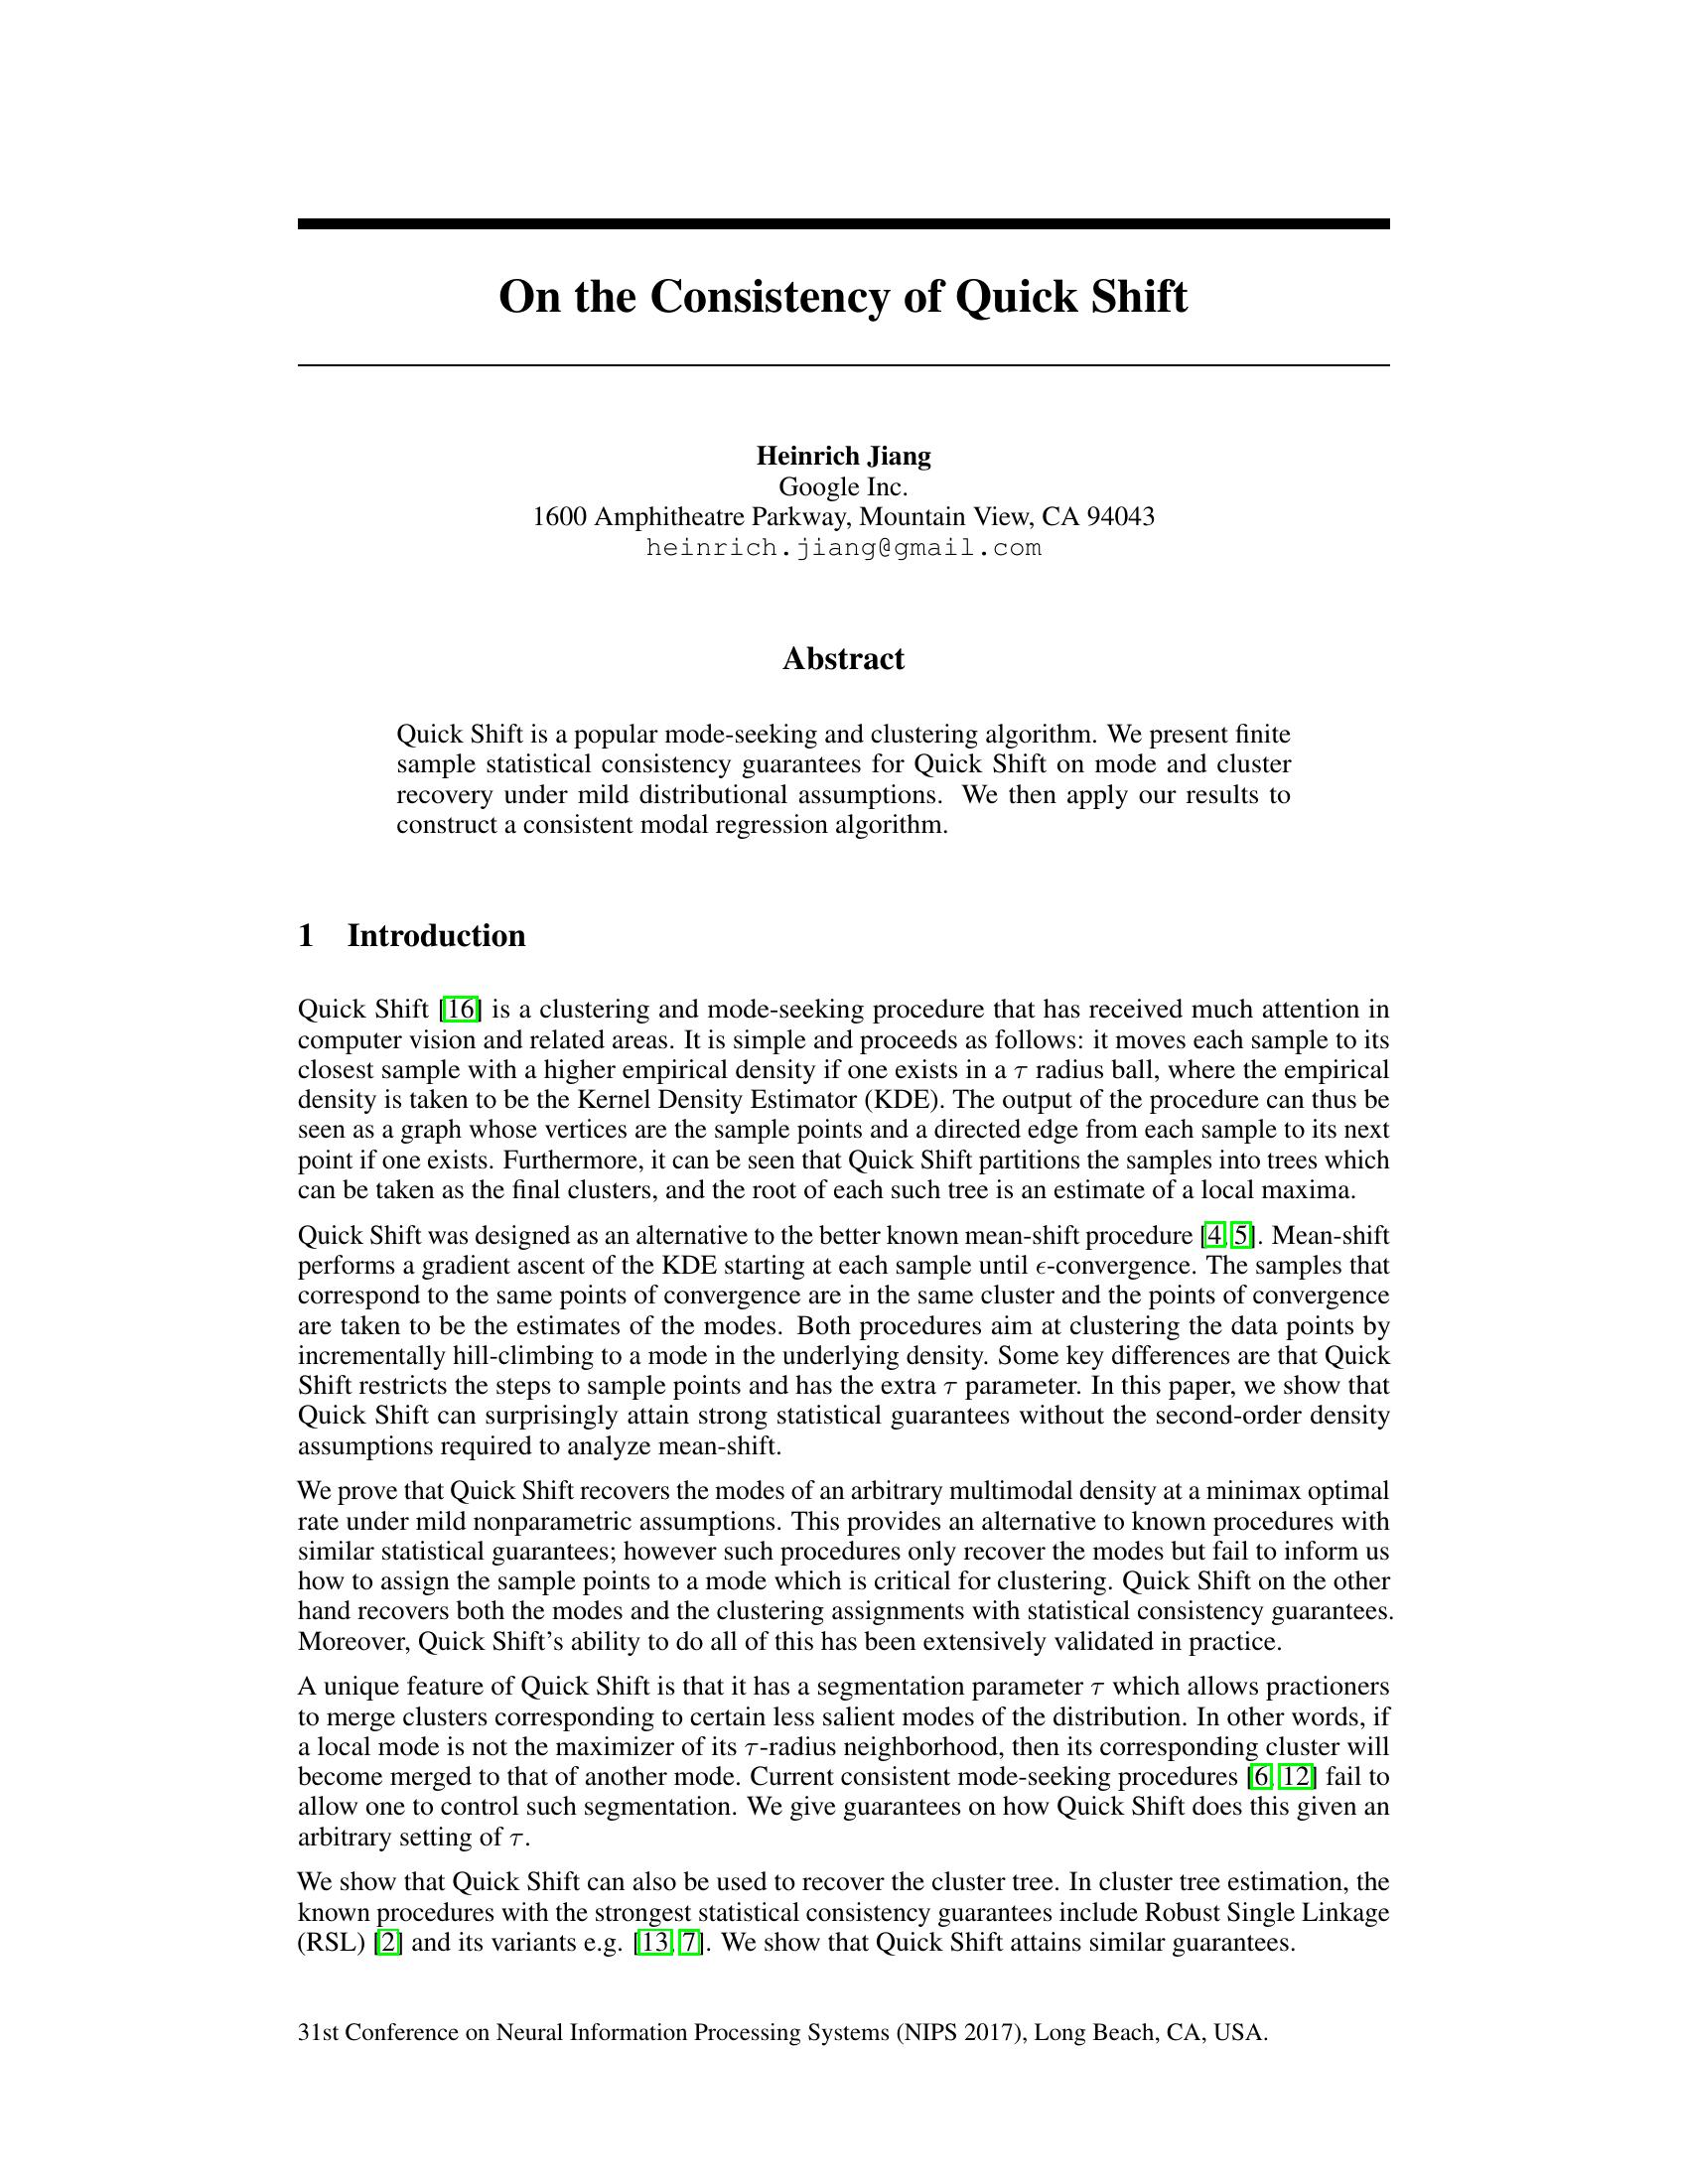 On the Consistency of Quick Shift
Heinrich Jiang
Google Inc.
1600 Amphitheatre Parkway, Mountain View, CA 94043
heinrich.jiang@gmail.com
Abstract
Quick Shift is a popular mode-seeking and clustering algorithm. We present finite
sample statistical consistency guarantees for Quick Shift on mode and cluster
recovery under mild distributional assumptions. We then apply our results to
construct a consistent modal regression algorithm.
1 Introduction
Quick Shift [16] is a clustering and mode-seeking procedure that has received much attention in
computer vision and related areas. It is simple and proceeds as follows: it moves each sample to its
closest sample with a higher empirical density if one exists in a τ radius ball, where the empirical
density is taken to be the Kernel Density Estimator (KDE). The output of the procedure can thus be
seen as a graph whose vertices are the sample points and a directed edge from each sample to its next
point if one exists. Furthermore, it can be seen that Quick Shift partitions the samples into trees which
can be taken as the final clusters, and the root of each such tree is an estimate of a local maxima.
Quick Shift was designed as an alternative to the better known mean-shift procedure [4, 5]. Mean-shift
performs a gradient ascent of the KDE starting at each sample until ϵ-convergence. The samples that
correspond to the same points of convergence are in the same cluster and the points of convergence
are taken to be the estimates of the modes. Both procedures aim at clustering the data points by
incrementally hill-climbing to a mode in the underlying density. Some key differences are that Quick
Shift restricts the steps to sample points and has the extra τ parameter. In this paper, we show that
Quick Shift can surprisingly attain strong statistical guarantees without the second-order density
assumptions required to analyze mean-shift.
We prove that Quick Shift recovers the modes of an arbitrary multimodal density at a minimax optimal
rate under mild nonparametric assumptions. This provides an alternative to known procedures with
similar statistical guarantees; however such procedures only recover the modes but fail to inform us
how to assign the sample points to a mode which is critical for clustering. Quick Shift on the other
hand recovers both the modes and the clustering assignments with statistical consistency guarantees.
Moreover, Quick Shift's ability to do all of this has been extensively validated in practice.
A unique feature of Quick Shift is that it has a segmentation parameter τ which allows practioners
to merge clusters corresponding to certain less salient modes of the distribution. In other words, if
a local mode is not the maximizer of its τ-radius neighborhood, then its corresponding cluster will
become merged to that of another mode. Current consistent mode-seeking procedures [6, 12] fail to
allow one to control such segmentation. We give guarantees on how Quick Shift does this given an
arbitrary setting of τ.
We show that Quick Shift can also be used to recover the cluster tree. In cluster tree estimation, the
known procedures with the strongest statistical consistency guarantees include Robust Single Linkage
(RSL) [2] and its variants e.g. [13, 7]. We show that Quick Shift attains similar guarantees.
31st Conference on Neural Information Processing Systems (NIPS 2017), Long Beach, CA, USA.